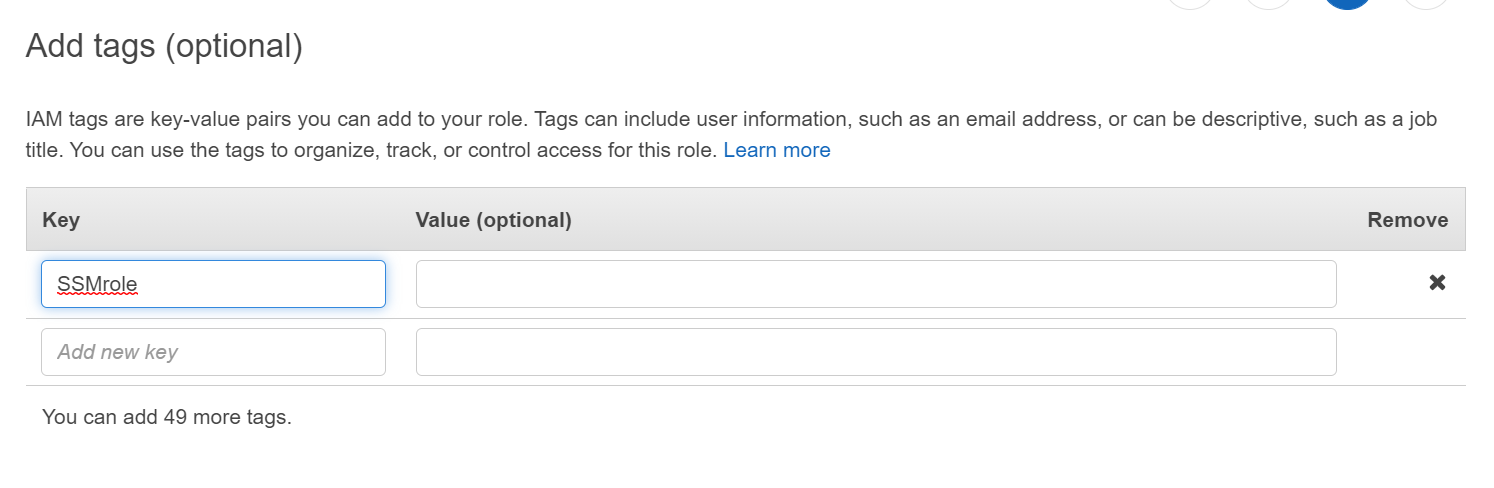 Add tags (optional)
IAM tags are key-value pairs you can add to your role. Tags can include user information, such as an email address, or can be descriptive, such as a job
title. You can use the tags to organize, track, or control access for this role. Learn more
Key Value (optional) Remove
SSMrole
Add new key
You can add 49 more tags.